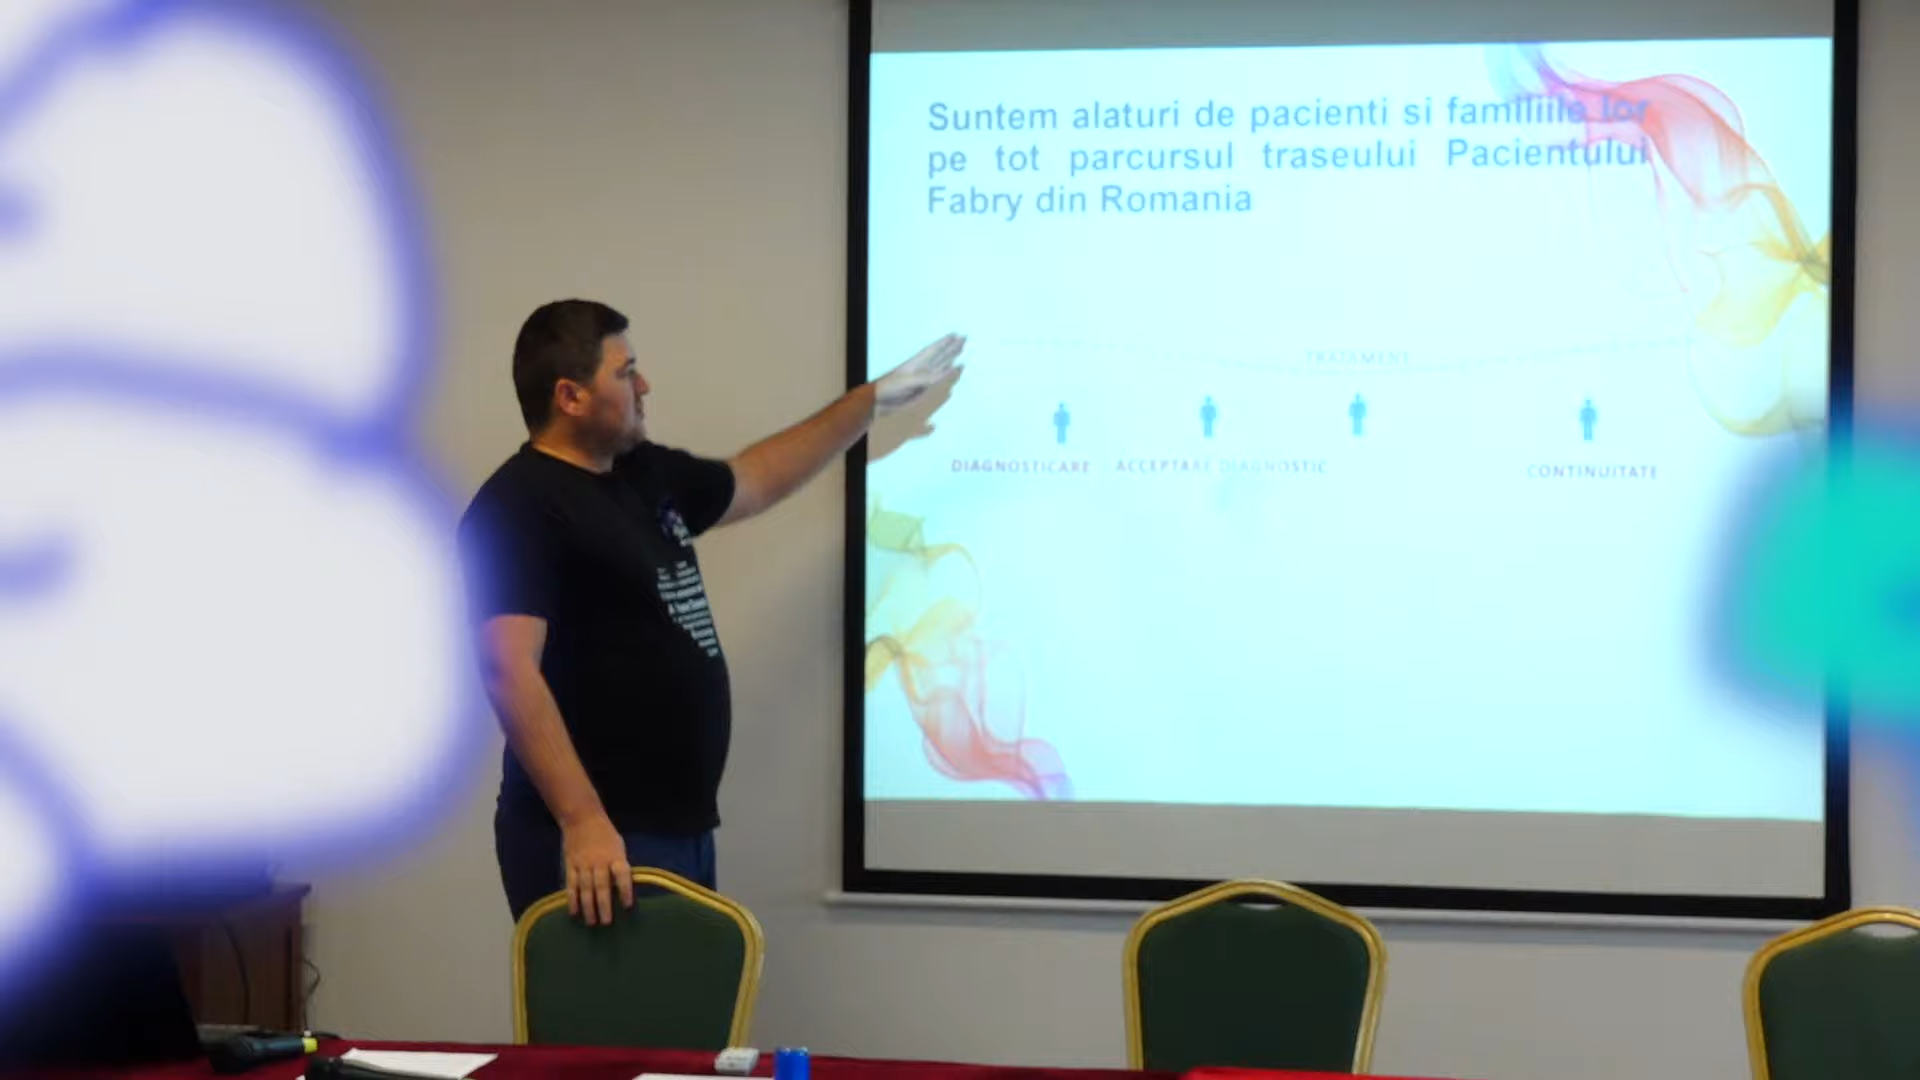 Suntem alaturi de pacienti si familiile lor
pe tot parcursul traseului Pacientului
Fabry din Romania
TRATAMENT
DIAGNOSTICARE
ACCEPTARE DIAGNOSTIC
CONTINUITATE